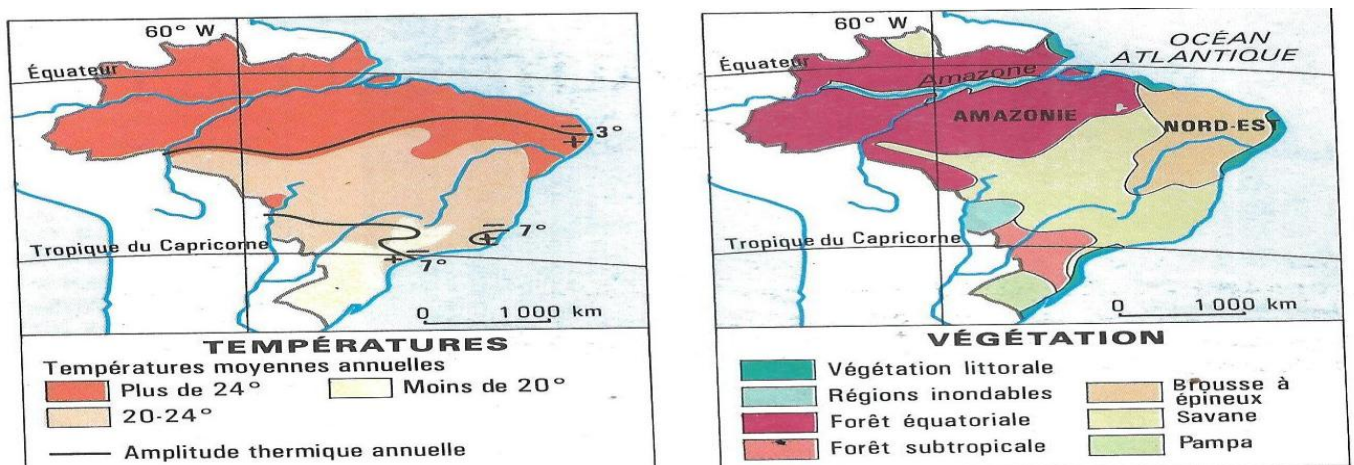 60° W
Équateur
3°
Tropique du Capricorne
7°
7°
0 1 000 km
TEMPÉRATURES
Températures moyennes annuelles
Plus de 24°
Moins de 20°
20-24°
Amplitude thermique annuelle
60° W
OCÉAN
ATLANTIQUE
Équateur
Amazone
AMAZONIE
NORD-EST
Tropique du Capricorne
0 1 000 km
VÉGÉTATION
Végétation littorale
Régions inondables
Forêt équatoriale
Forêt subtropicale
Brousse à
épineux
Savane
Pampa